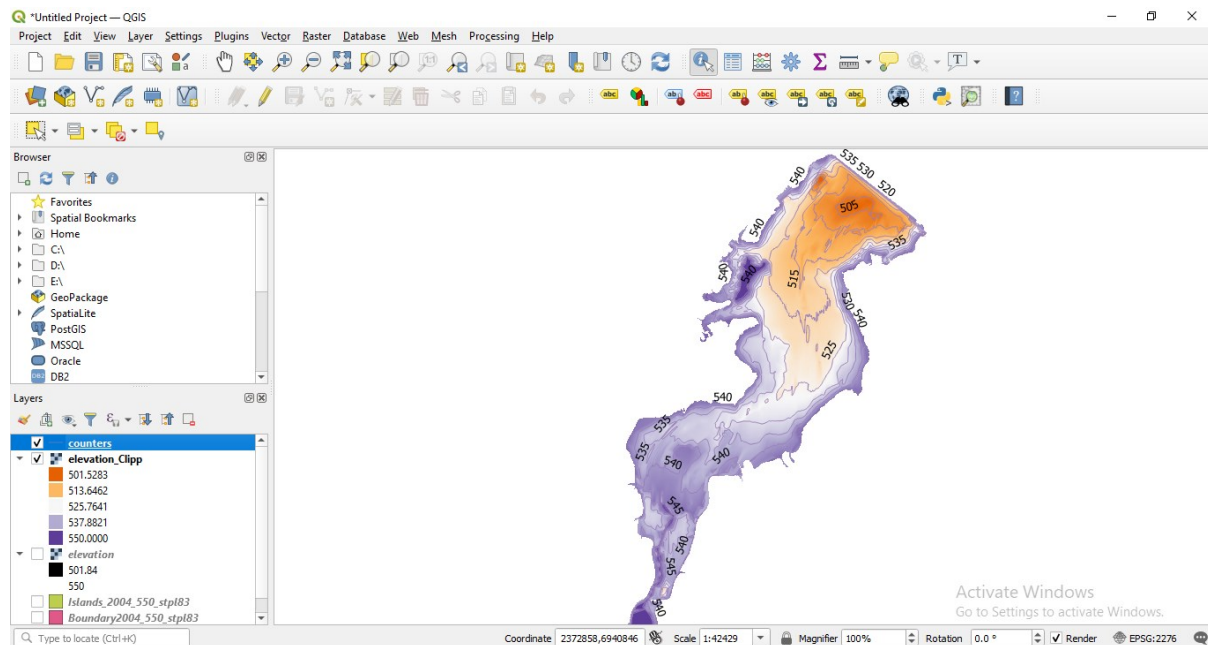 *Untitled Project — QGIS
Project Edit View Layer Settings Plugins Vector Raster Database Web Mesh Processing Help
abc abc
Browser
Favorites
Spatial Bookmarks
Home
C:\
D:\
E:\
GeoPackage
SpatiaLite
PostGIS
MSSQL
Oracle
DB2
Layers
counters
elevation_Clipp
501.5283
513.6462
525.7641
537.8821
550.0000
elevation
501.84
550
Islands_2004_550_stpl83
Boundary2004_550_stpl83
535 530 520
540
505
540
535
540
540
515
530
540
525
540
535
535
540
540
545
540
545
540
Activate Windows
Go to Settings to activate Windows.
Type to locate (Ctrl+K)
Coordinate 2372858,6940846 Scale 1:42429 Magnifier 100% Rotation 0.0 ° Render EPSG:2276